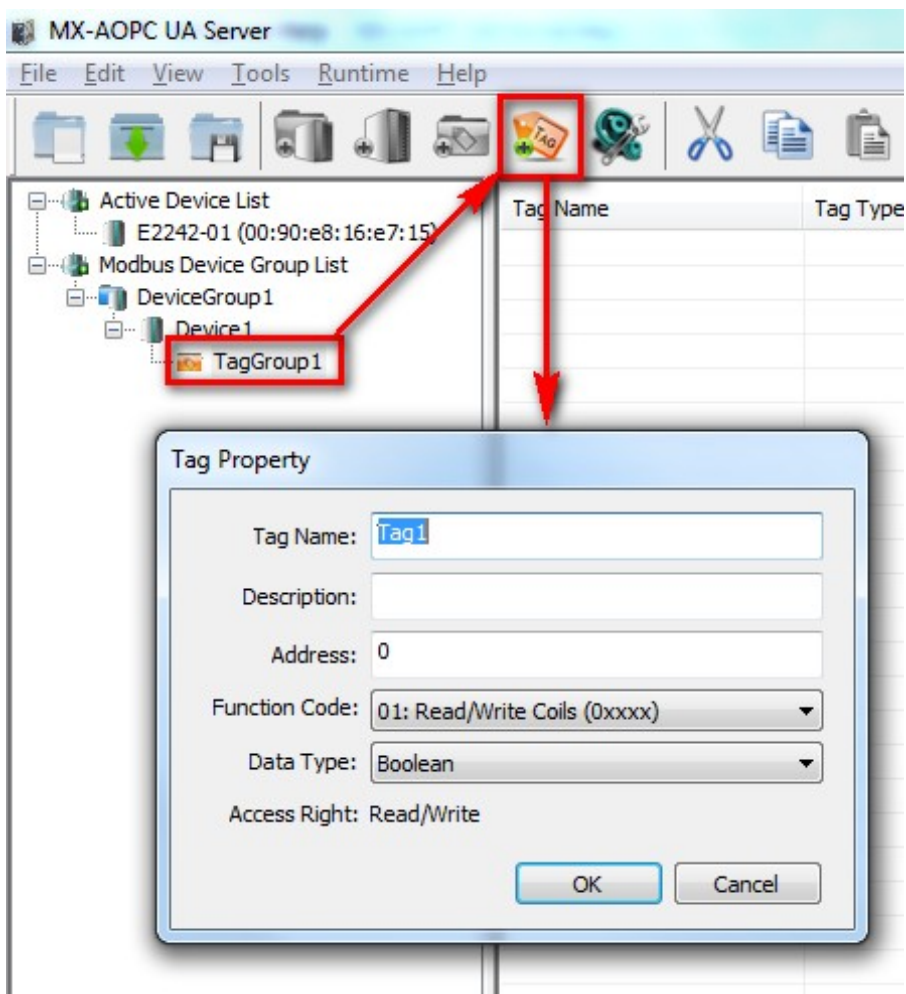 MX-AOPC UA Server
File Edit View Tools Runtime Help
TAG
Active Device List
E2242-01 (00:90:e8:16:e7:15)
Modbus Device Group List
DeviceGroup1
Device1
TagGroup1
Tag Name Tag Type
Tag Property
Tag Name: Tag1
Description:
Address: 0
Function Code: 01: Read/Write Coils (0xxxx)
Data Type: Boolean
Access Right: Read/Write
OK Cancel